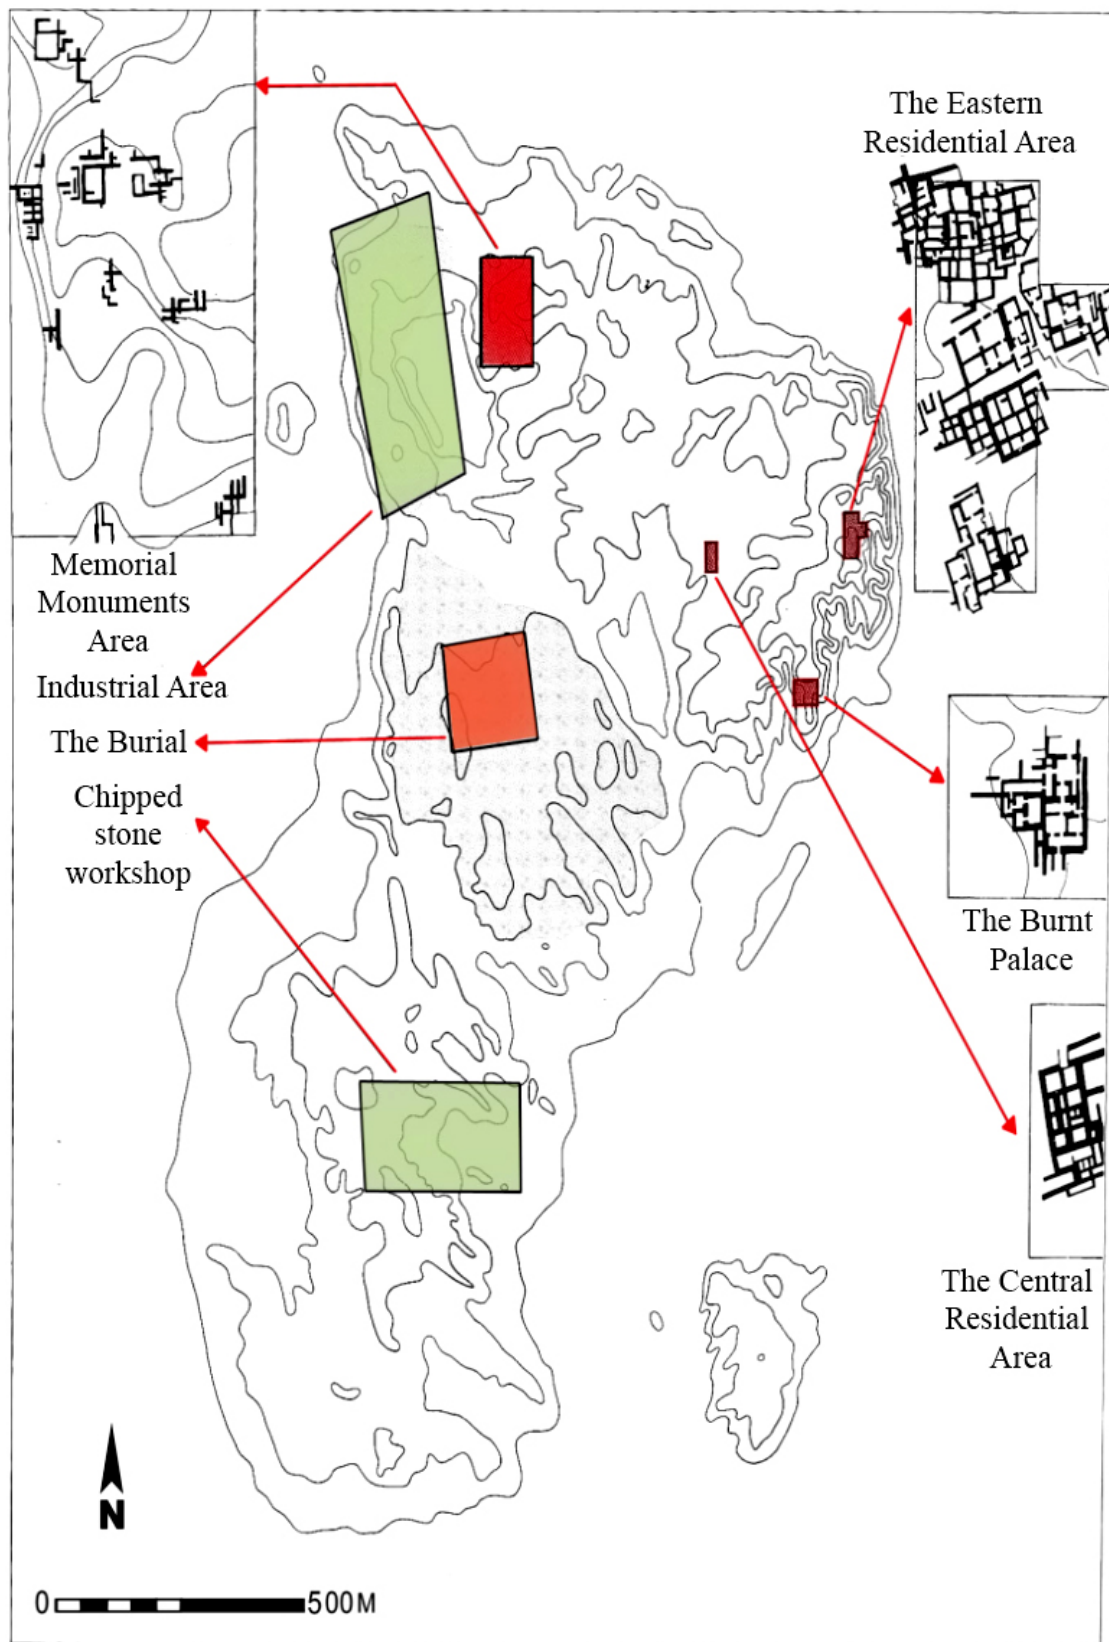 The Eastern
Residential Area
Memorial
Monuments
Area
Industrial Area
The Burial
Chipped
stone
workshop
The Burnt
Palace
The Central
Residential
Area
N
0 500M